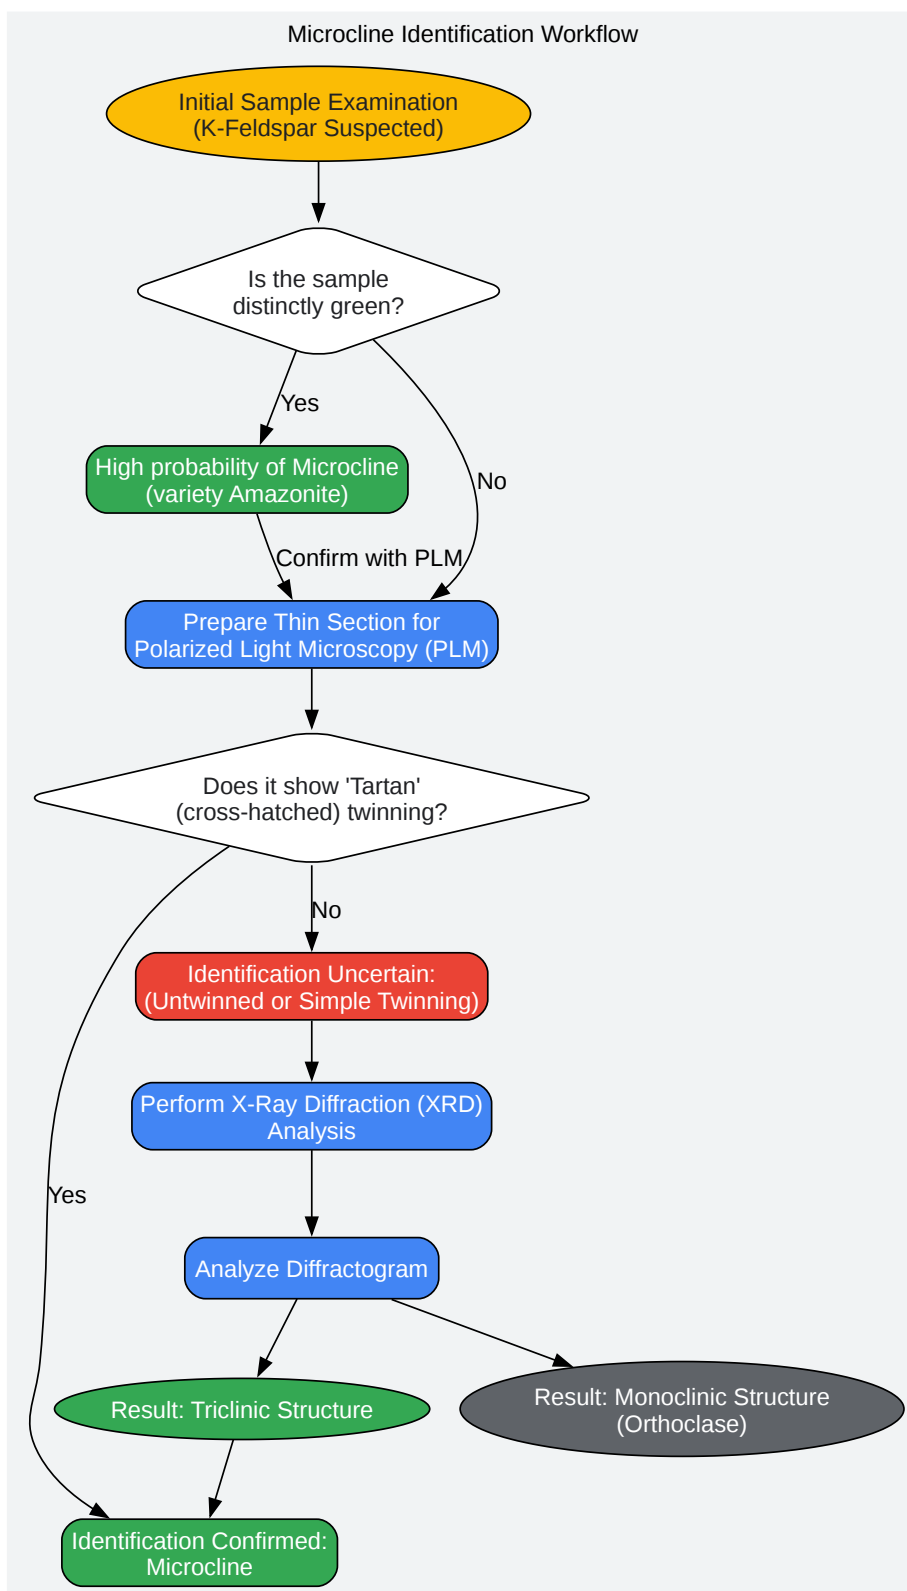 Microcline Identification Workflow
Initial Sample Examination
(K-Feldspar Suspected)
Is the sample
distinctly green?
Yes
High probability of Microcline
(variety Amazonite)
No
Confirm with PLM
Prepare Thin Section for
Polarized Light Microscopy (PLM)
Does it show 'Tartan'
(cross-hatched) twinning?
No
Identification Uncertain:
(Untwinned or Simple Twinning)
Perform X-Ray Diffraction (XRD)
Analysis
Yes
Analyze Diffractogram
Result: Triclinic Structure
Result: Monoclinic Structure
(Orthoclase)
Identification Confirmed:
Microcline